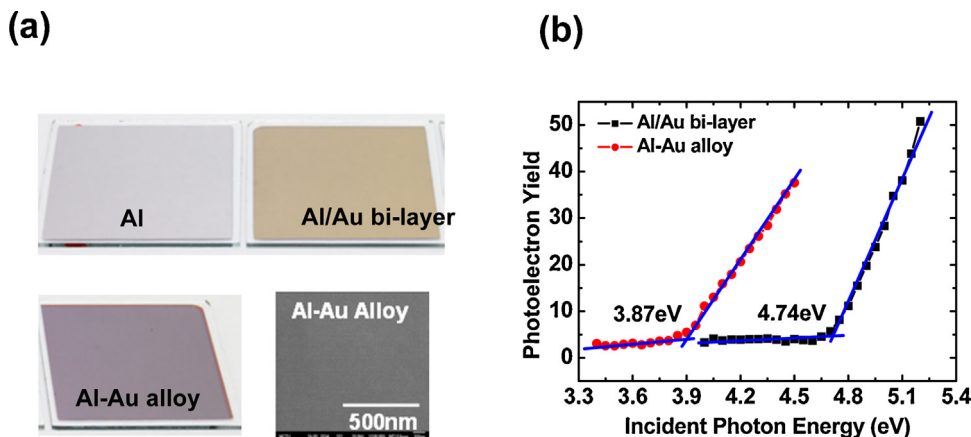 (a)
Al
Al/Au bi-layer
Al-Au alloy
Al-Au Alloy
500nm
(b)
Photoelectron Yield
50
40
30
20
10
0
Al/Au bi-layer
Al-Au alloy
3.87eV
4.74eV
3.3 3.6 3.9 4.2 4.5 4.8 5.1 5.4
Incident Photon Energy (eV)